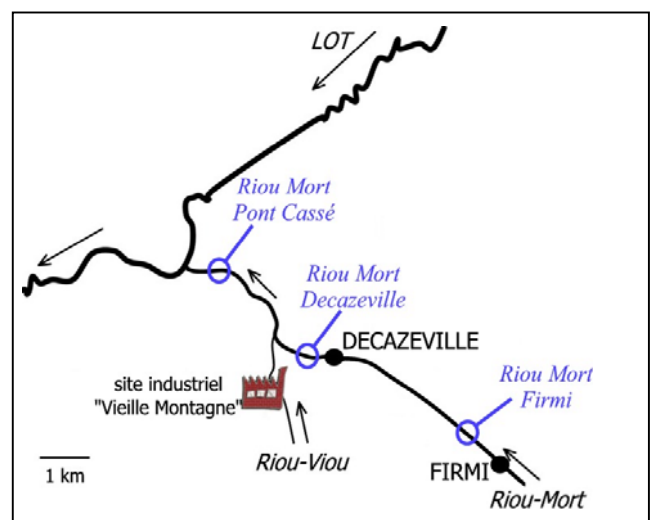 LOT
Riou Mort
Pont Cassé
Riou Mort
Decazeville
DECAZEVILLE
site industriel
"Vieille Montagne"
Riou Mort
Firmi
Riou-Viou
FIRMI
1 km
Riou-Mort